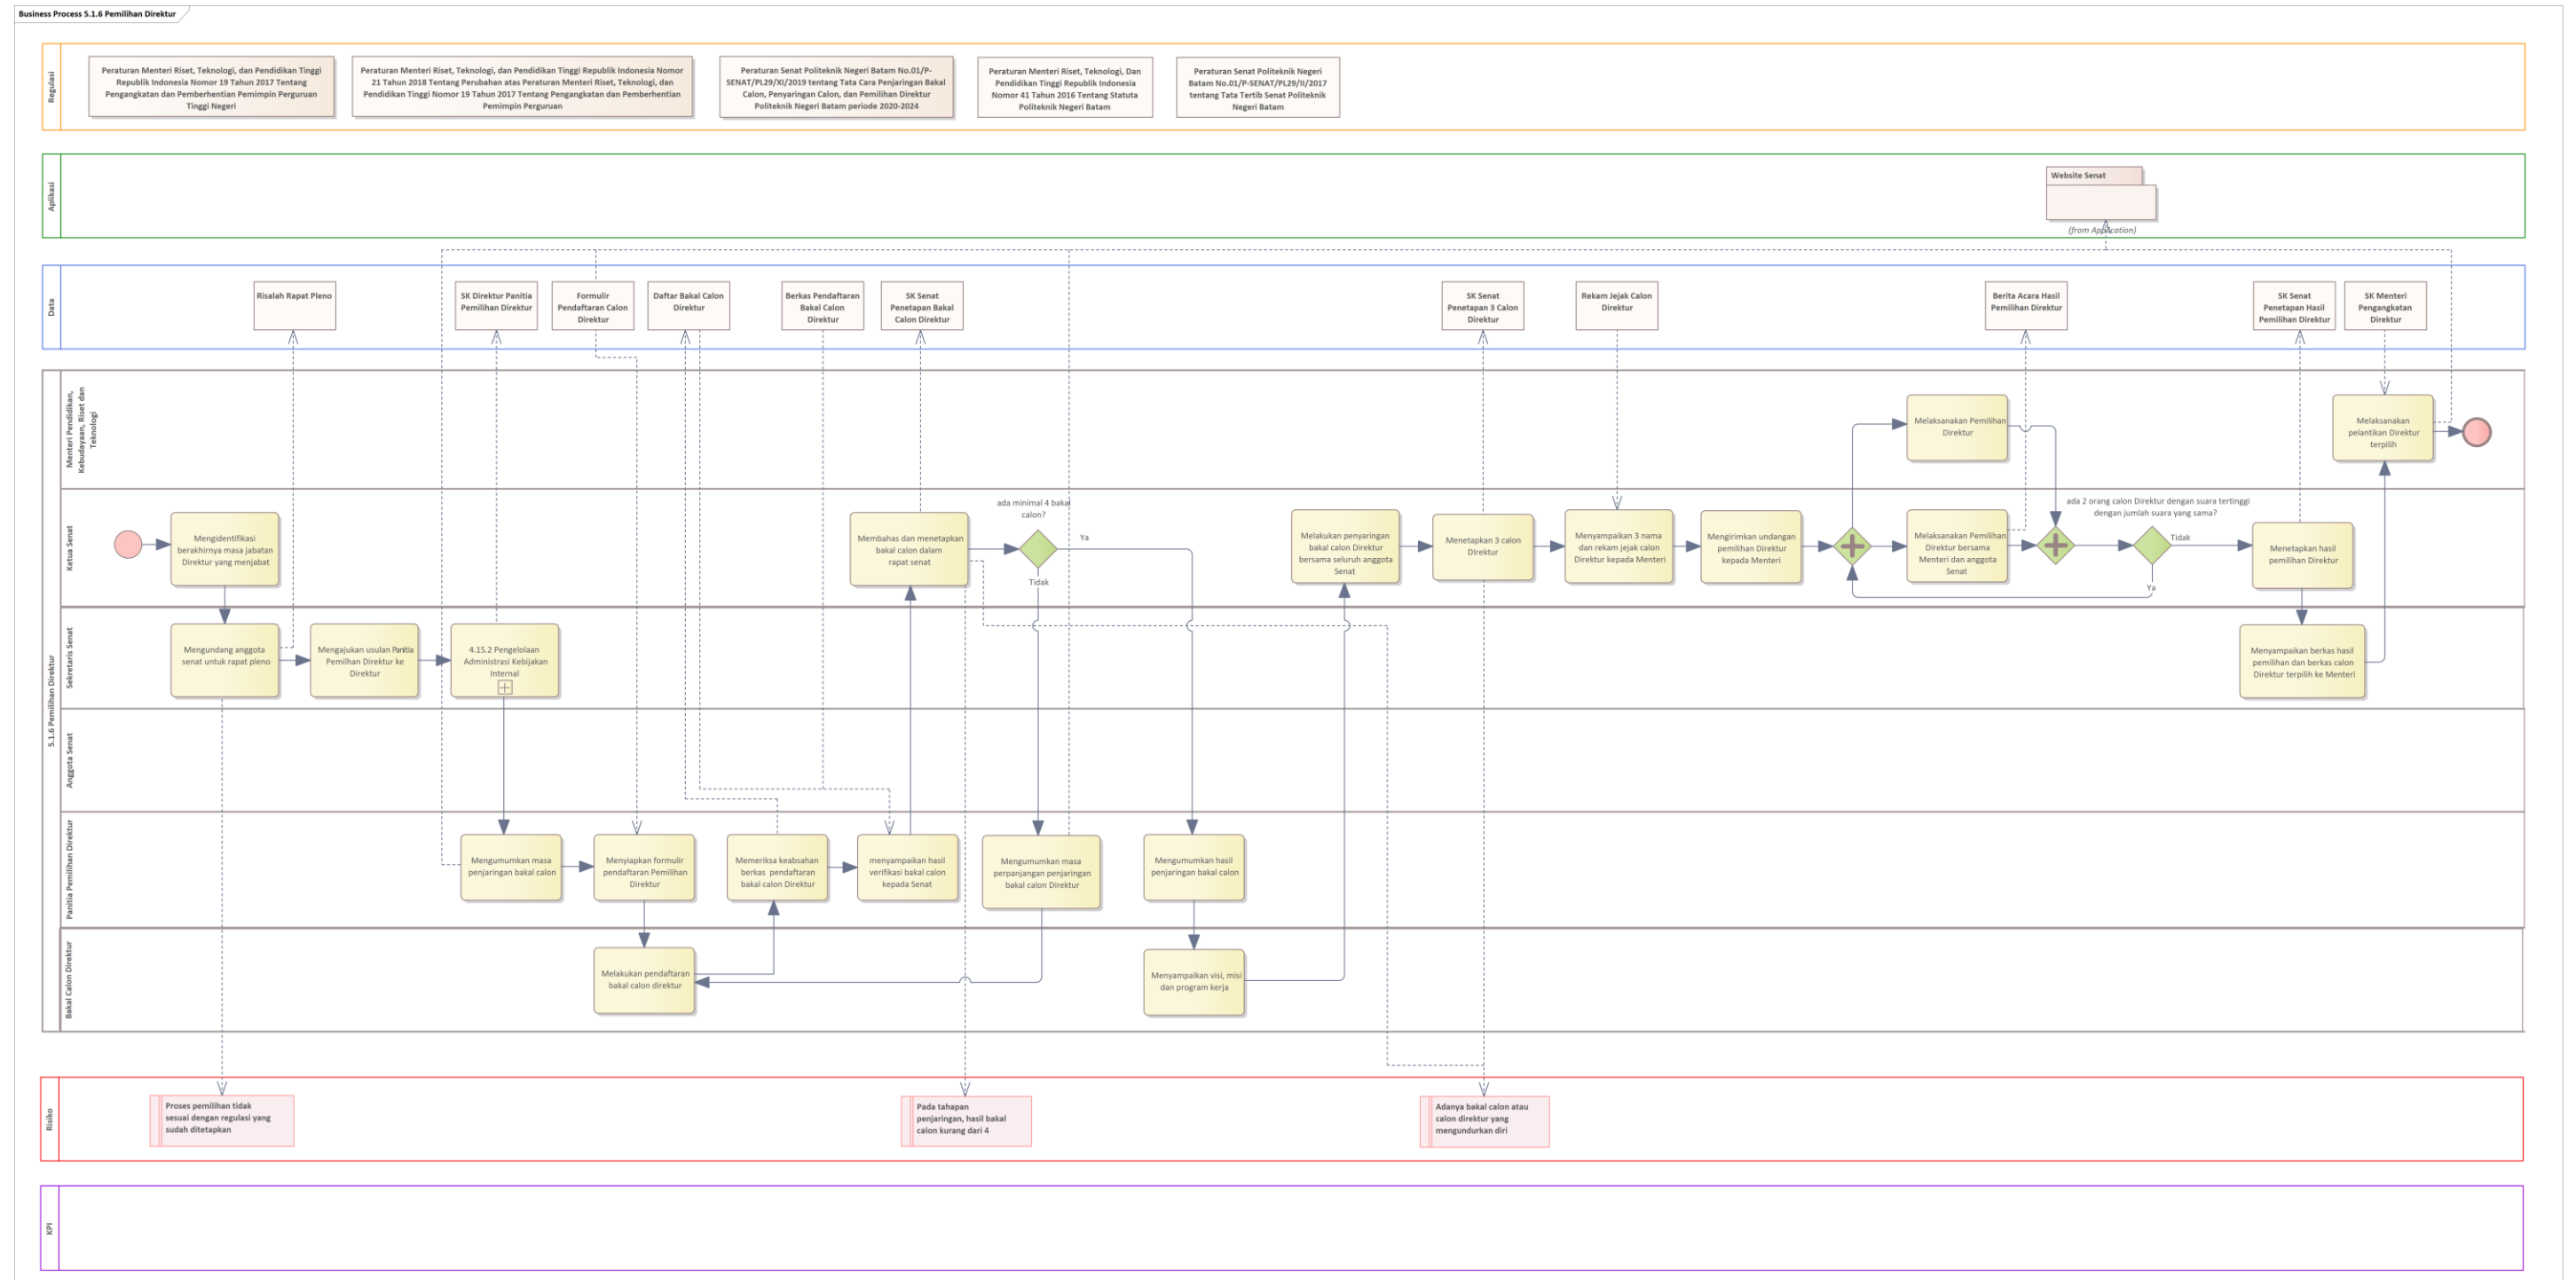 Business Process 5.1.6 Pemilihan Direktur
Regulasi
Peraturan Menteri Riset, Teknologi, dan Pendidikan Tinggi
Republik Indonesia Nomor 19 Tahun 2017 Tentang
Pengangkatan dan Pemberhentian Pemimpin Perguruan
Tinggi Negeri
Peraturan Menteri Riset, Teknologi, dan Pendidikan Tinggi Republik Indonesia Nomor
21 Tahun 2018 Tentang Perubahan atas Peraturan Menteri Riset, Teknologi, dan
Pendidikan Tinggi Nomor 19 Tahun 2017 Tentang Pengangkatan dan Pemberhentian
Pemimpin Perguruan
Peraturan Senat Politeknik Negeri Batam No.01/P-
SENAT/PL29/XI/2019 tentang Tata Cara Penjaringan Bakal
Calon, Penyaringan Calon, dan Pemilihan Direktur
Politeknik Negeri Batam periode 2020-2024
Peraturan Menteri Riset, Teknologi, Dan
Pendidikan Tinggi Republik Indonesia
Nomor 41 Tahun 2016 Tentang Statuta
Politeknik Negeri Batam
Peraturan Senat Politeknik Negeri
Batam No.01/P-SENAT/PL29/II/2017
tentang Tata Tertib Senat Politeknik
Negeri Batam
Aplikasi
Website Senat
(from Application)
Data
Risalah Rapat Pleno
SK Direktur Panitia
Pemilihan Direktur
Formulir
Pendaftaran Calon
Direktur
Daftar Bakal Calon
Direktur
Berkas Pendaftaran
Bakal Calon
Direktur
SK Senat
Penetapan Bakal
Calon Direktur
SK Senat
Penetapan 3 Calon
Direktur
Rekam Jejak Calon
Direktur
Berita Acara Hasil
Pemilihan Direktur
SK Senat
Penetapan Hasil
Pemilihan Direktur
SK Menteri
Pengangkatan
Direktur
5.1.6 Pemilihan Direktur
Menteri Pendidikan,
Kebudayaan, Riset dan
Teknologi
Melaksanakan Pemilihan
Direktur
Melaksanakan
pelantikan Direktur
terpilih
Ketua Senat
Mengidentifikasi
berakhirnya masa jabatan
Direktur yang menjabat
Membahas dan menetapkan
bakal calon dalam
rapat senat
ada minimal 4 bakal
calon?
Ya
Tidak
Melakukan penyaringan
bakal calon Direktur
bersama seluruh anggota
Senat
Menetapkan 3 calon
DIrektur
Menyampaikan 3 nama
dan rekam jejak calon
Direktur kepada Menteri
Mengirimkan undangan
pemilihan Direktur
kepada Menteri
Melaksanakan Pemilihan
Direktur bersama
Menteri dan anggota
Senat
ada 2 orang calon Direktur dengan suara tertinggi
dengan jumlah suara yang sama?
Tidak
Ya
Menetapkan hasil
pemilihan Direktur
Sekretaris Senat
Mengundang anggota
senat untuk rapat pleno
Mengajukan usulan Panitia
Pemilhan Direktur ke
Direktur
4.15.2 Pengelolaan
Administrasi Kebijakan
Internal
Menyampaikan berkas hasil
pemilihan dan berkas calon
Direktur terpilih ke Menteri
Anggota Senat
Panitia Pemilihan Direktur
Mengumumkan masa
penjaringan bakal calon
Menyiapkan formulir
pendaftaran Pemilihan
Direktur
Memeriksa keabsahan
berkas pendaftaran
bakal calon Direktur
menyampaikan hasil
verifikasi bakal calon
kepada Senat
Mengumumkan masa
perpanjangan penjaringan
bakal calon Direktur
Mengumumkan hasil
penjaringan bakal calon
Bakal Calon Direktur
Melakukan pendaftaran
bakal calon direktur
Menyampaikan visi, misi
dan program kerja
Risiko
Proses pemilihan tidak
sesuai dengan regulasi yang
sudah ditetapkan
Pada tahapan
penjaringan, hasil bakal
calon kurang dari 4
Adanya bakal calon atau
calon direktur yang
mengundurkan diri
KPI